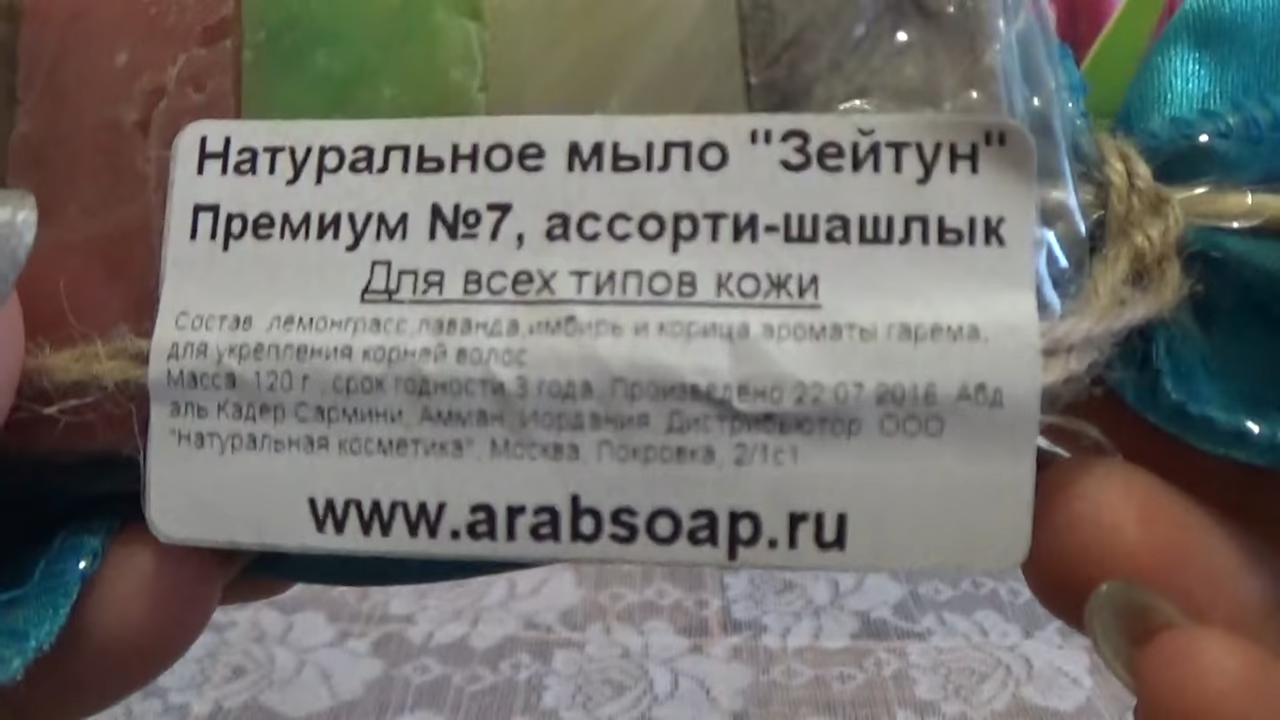 Натуральное мыло "Зейтун"
Премиум №7, ассорти-шашлык
Для всех типов кожи
Состав: лемонграсс, лаванда, имбирь и корица, ароматы гарема,
для укрепления корней волос
Масса: 120 г., срок годности 3 года. Произведено 22.07.2016. Абд
аль Кадер Сармини, Амман, Иордания. Дистрибьютор: ООО
"Натуральная косметика", Москва, Покровка, 2/1с1
www.arabsoap.ru